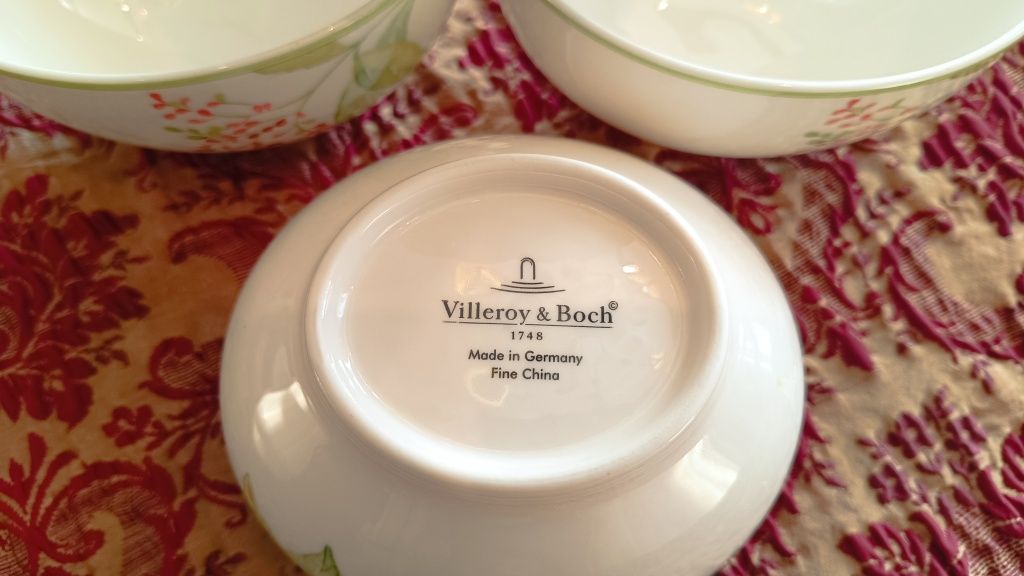 Villeroy & Boch©
1748
Made in Germany
Fine China